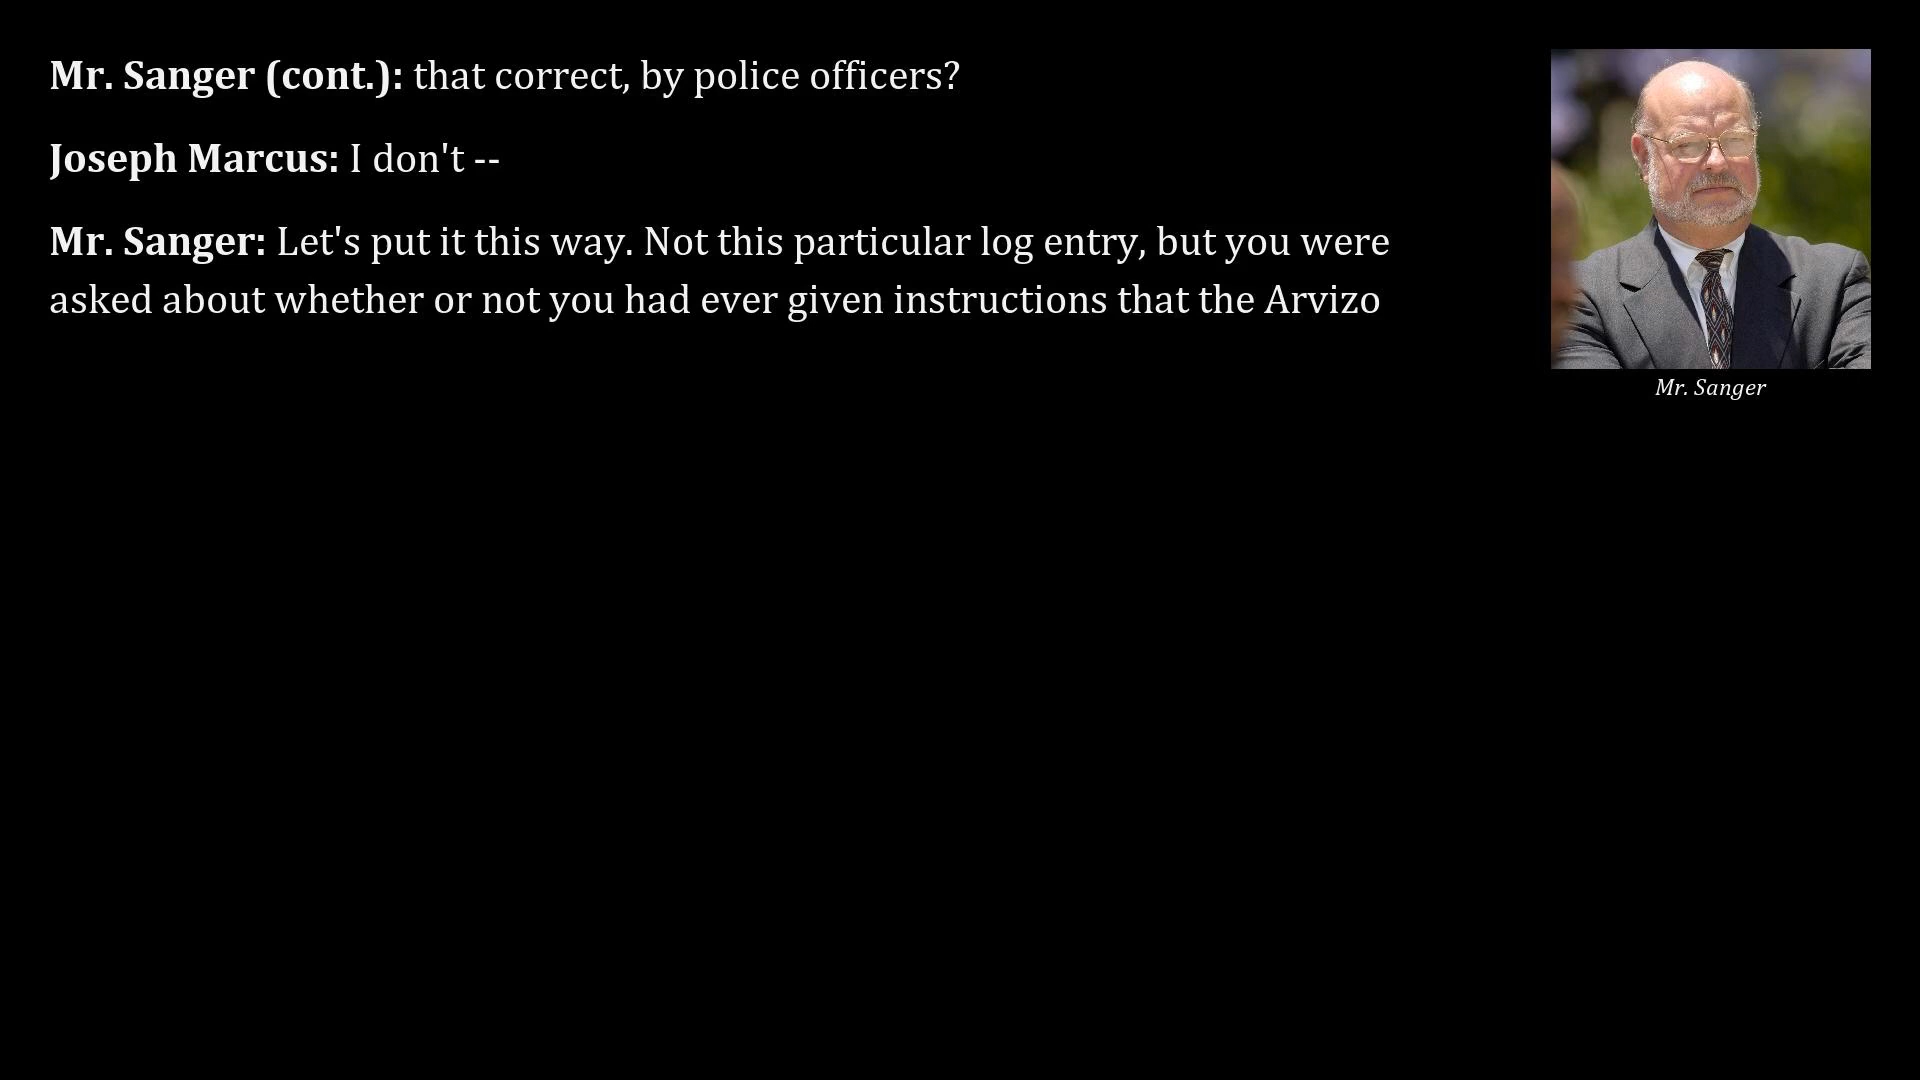 Mr. Sanger (cont.): that correct, by police officers?
Joseph Marcus: I don't --
Mr. Sanger: Let's put it this way. Not this particular log entry, but you were
asked about whether or not you had ever given instructions that the Arvizo
Mr. Sanger